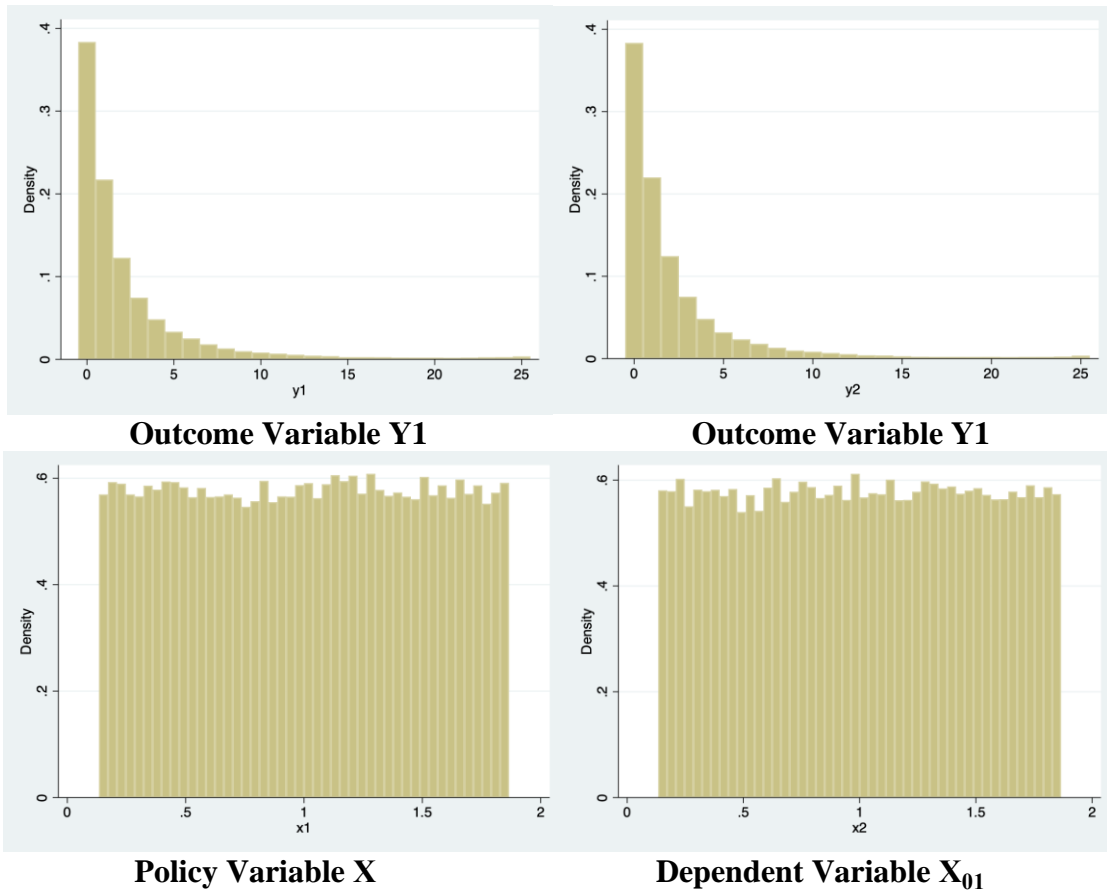 .4 .3 .2 .1 0
Density
0 5 10 15 20 25
y1
.4 .3 .2 .1 0
Density
0 5 10 15 20 25
y2
Outcome Variable Y1
Outcome Variable Y1
.6 .4 .2 0
Density
0 .5 1 1.5 2
x1
.6 .4 .2 0
Density
0 .5 1 1.5 2
x2
Policy Variable X
Dependent Variable X₀₁